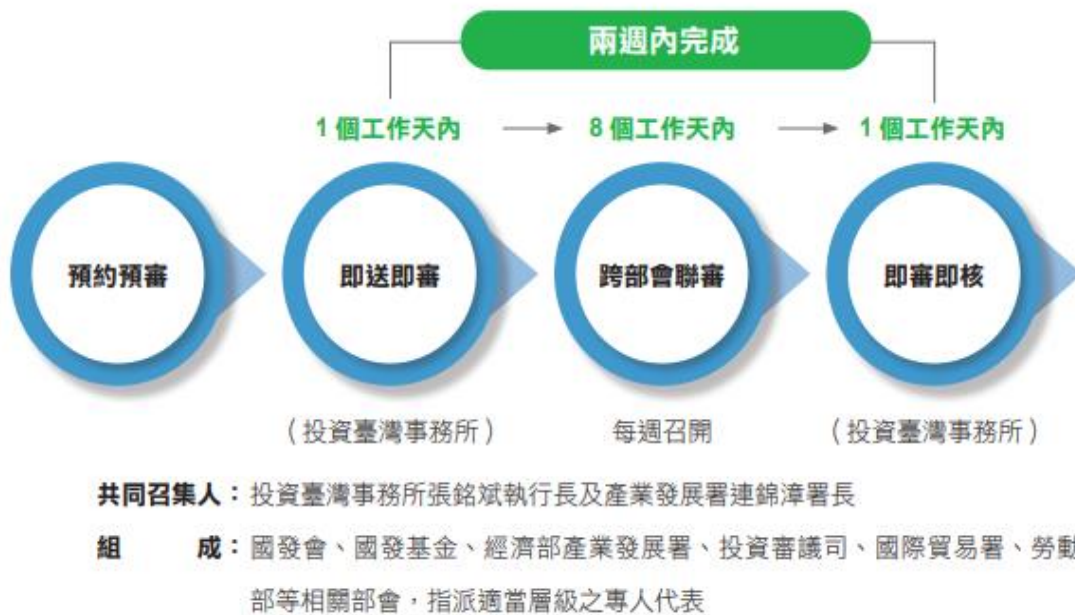 兩週內完成
1 個工作天內
8 個工作天內
1 個工作天內
預約預審
即送即審
跨部會聯審
即審即核
（投資臺灣事務所）
每週召開
（投資臺灣事務所）
共同召集人：投資臺灣事務所張銘斌執行長及產業發展署連錦漳署長
組成：國發會、國發基金、經濟部產業發展署、投資審議司、國際貿易署、勞動
部等相關部會，指派適當層級之專人代表